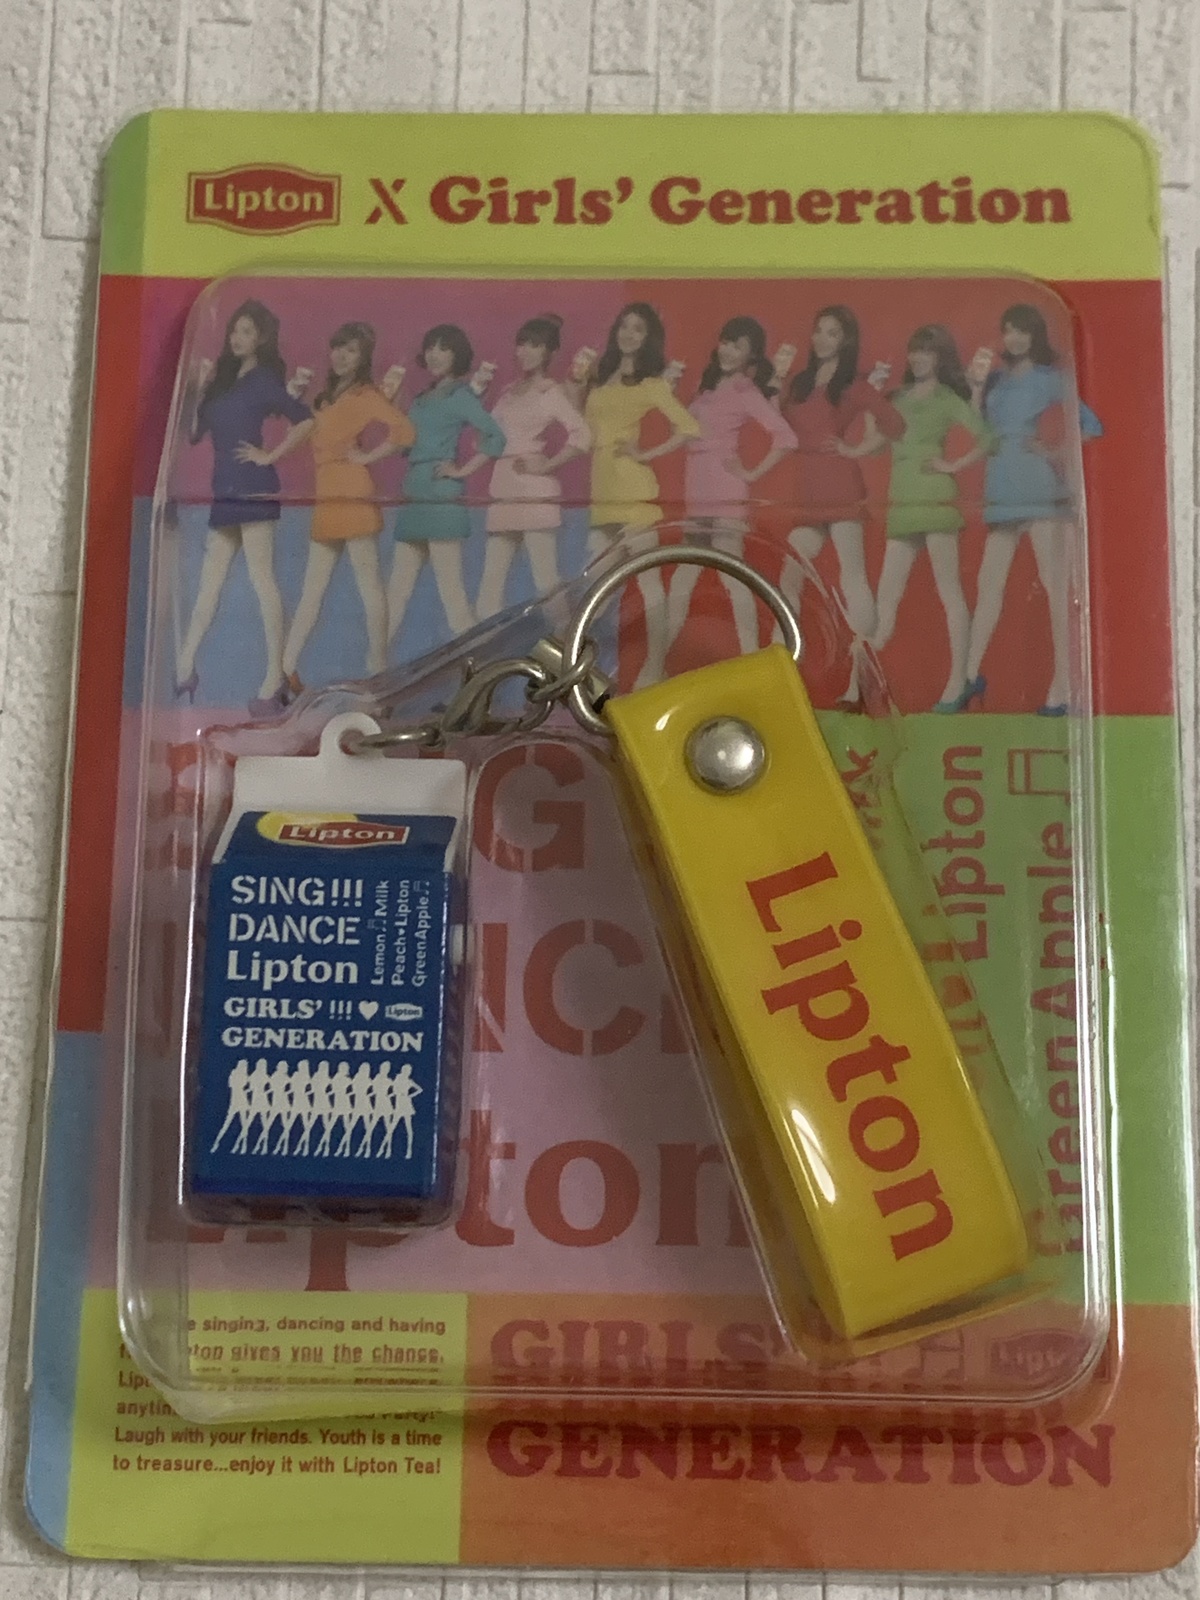 Lipton X Girls' Generation
Lipton
SING!!!
DANCE
Lipton
Lemon♫Milk
Peach♥Lipton
GreenApple♫
GIRLS' !!! ♥ Lipton
GENERATION
Lipton
Lipton
Green Apple♫
singing, dancing and having
gives you the chance,
Laugh with your friends. Youth is a time
to treasure...enjoy it with Lipton Tea!
GIRLS'
GENERATION